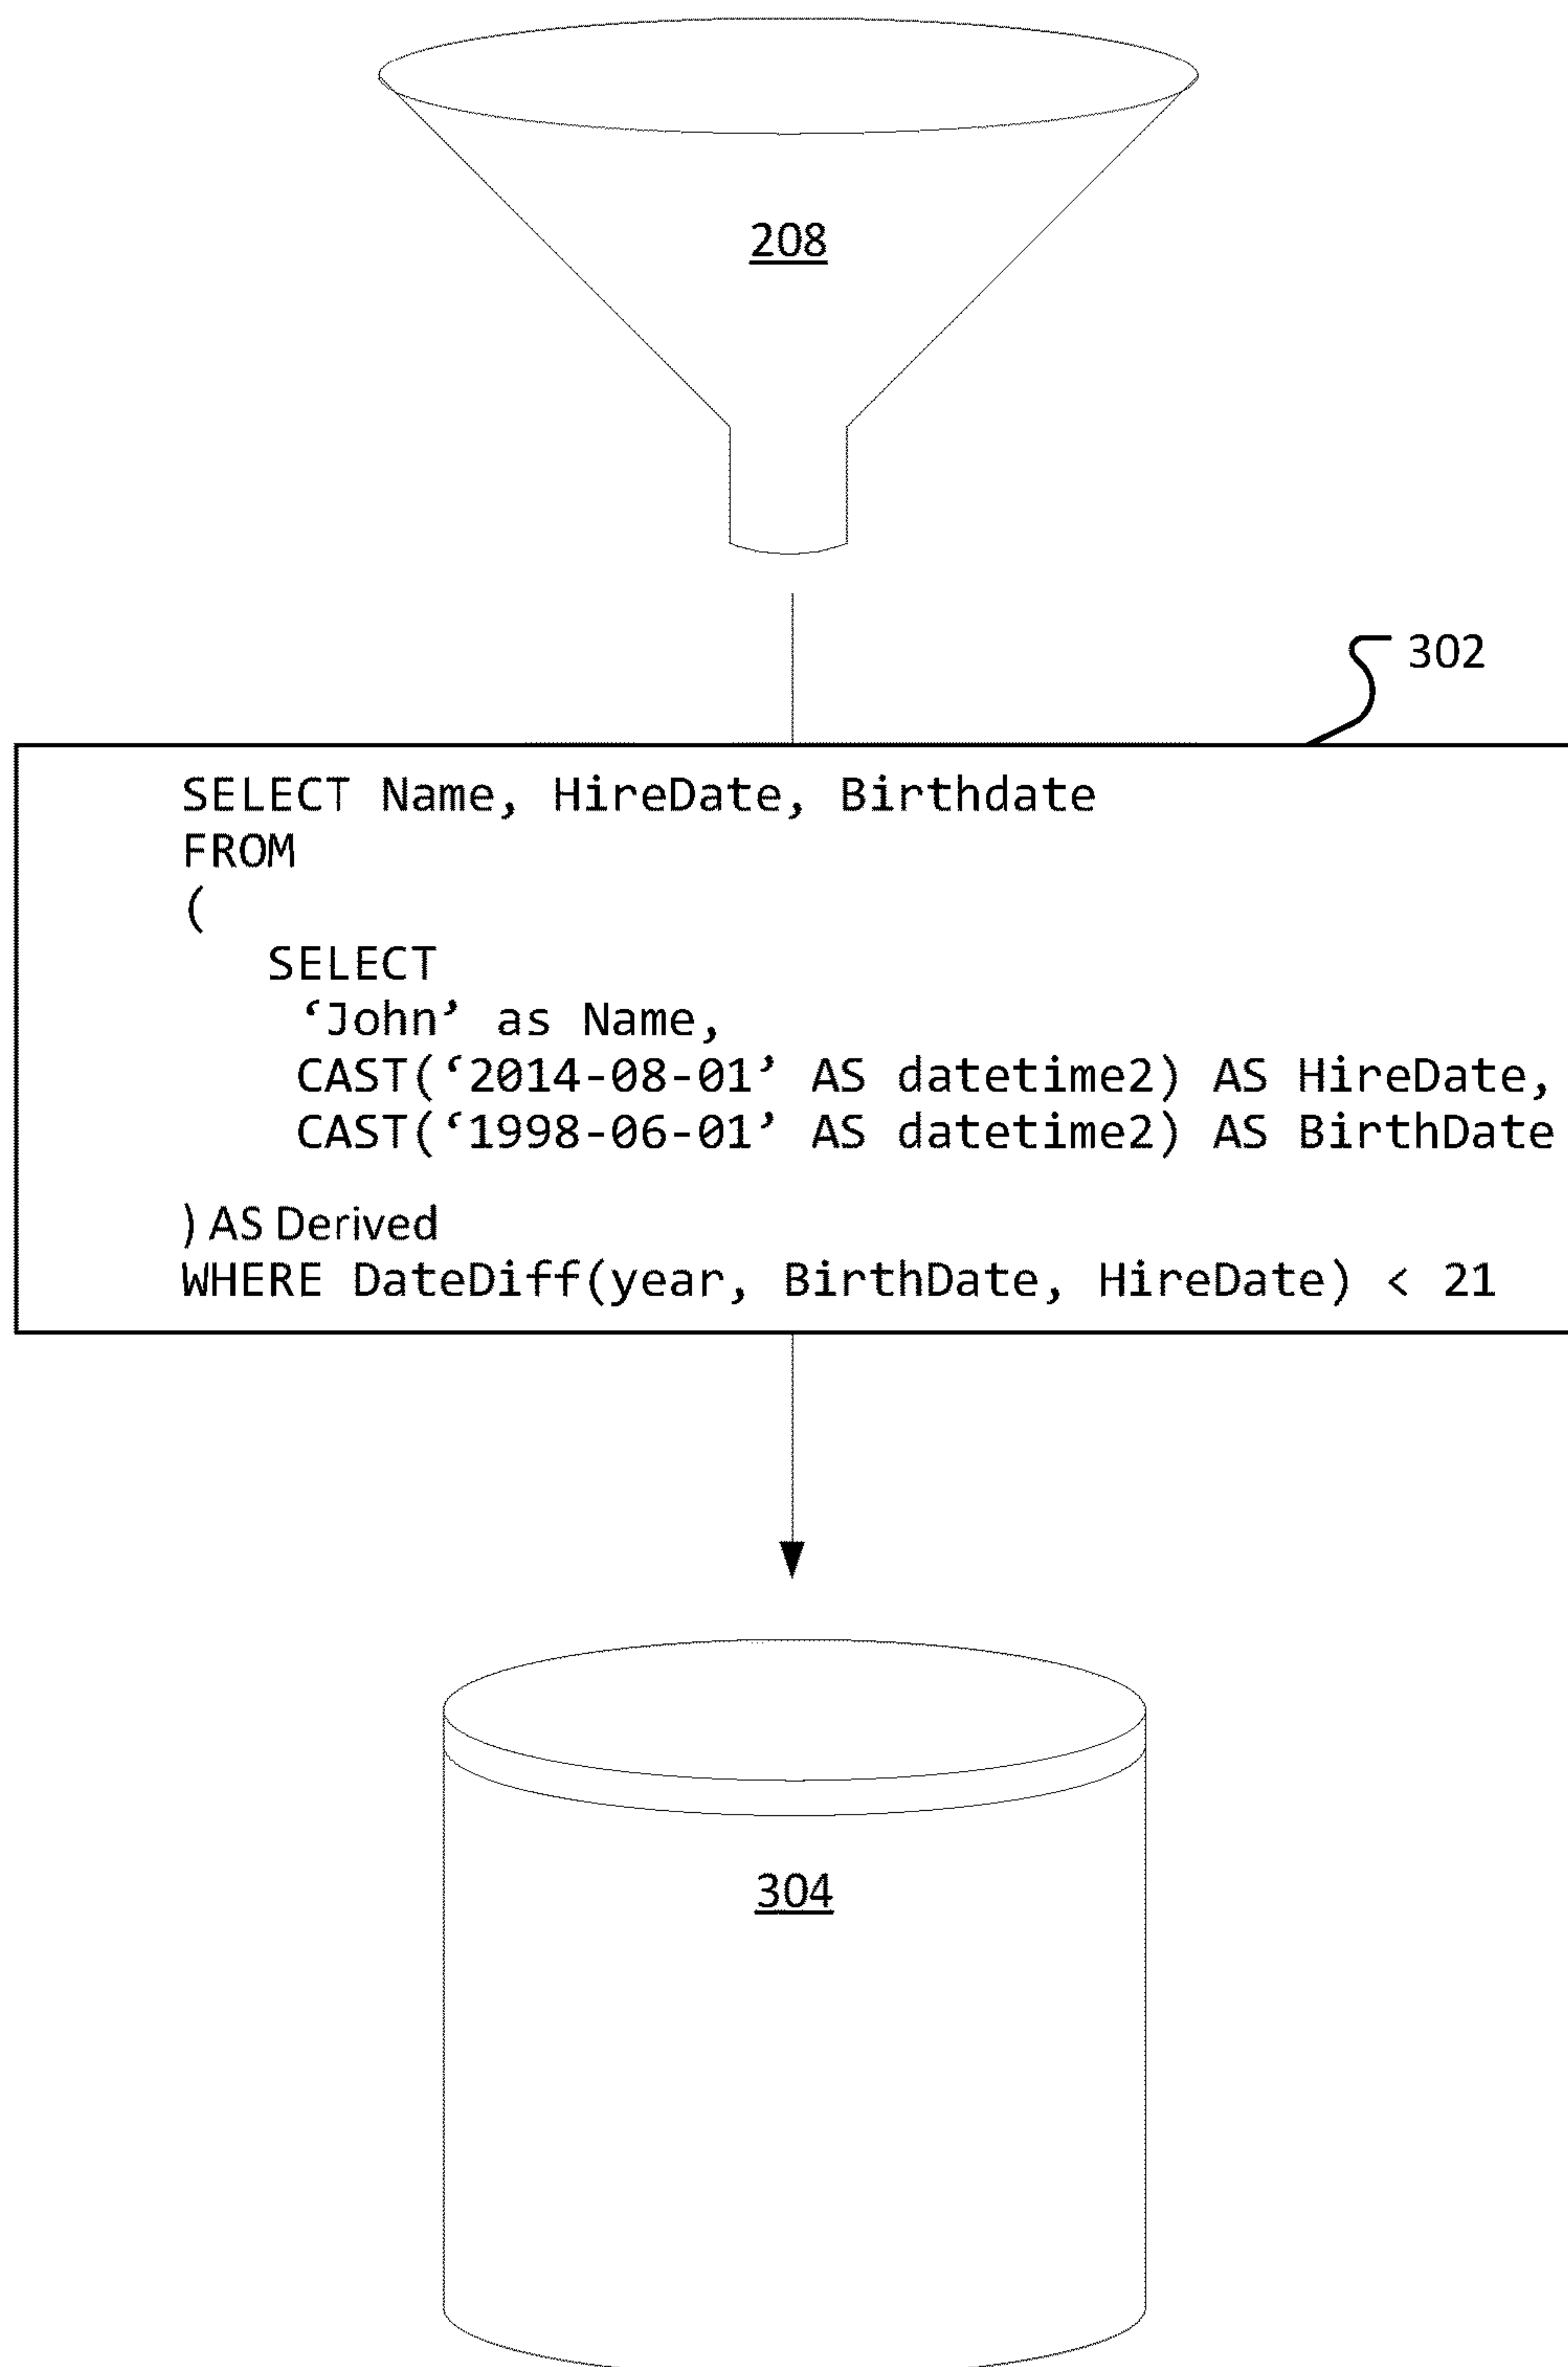 208
302
SELECT Name, HireDate, Birthdate
FROM
(
SELECT
‘John’ as Name,
CAST(‘2014-08-01’ AS datetime2) AS HireDate,
CAST(‘1998-06-01’ AS datetime2) AS BirthDate
) AS Derived
WHERE DateDiff(year, BirthDate, HireDate) < 21
304